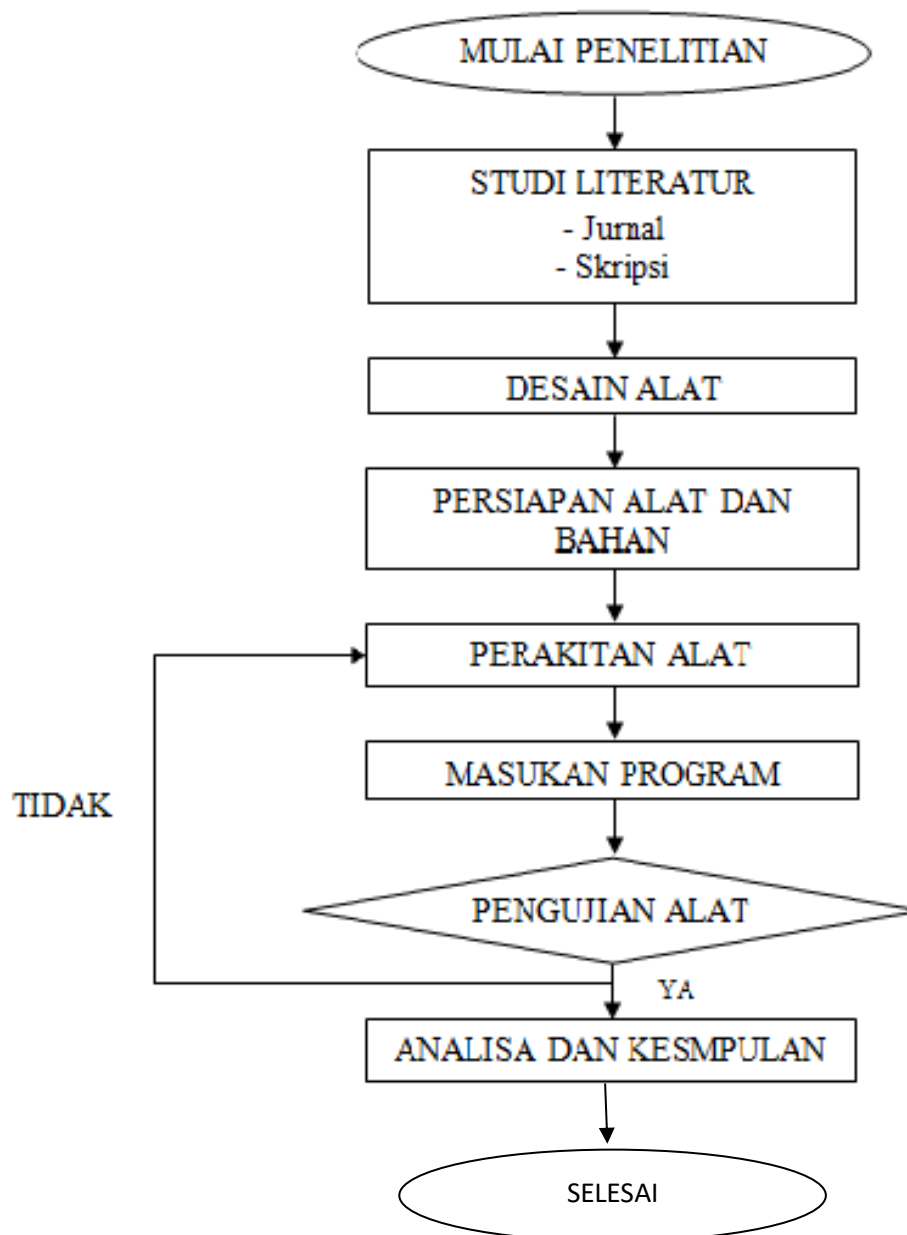 MULAI PENELITIAN
STUDI LITERATUR
- Jurnal
- Skripsi
DESAIN ALAT
PERSIAPAN ALAT DAN
BAHAN
PERAKITAN ALAT
MASUKAN PROGRAM
TIDAK
PENGUJIAN ALAT
YA
ANALISA DAN KESMPULAN
SELESAI